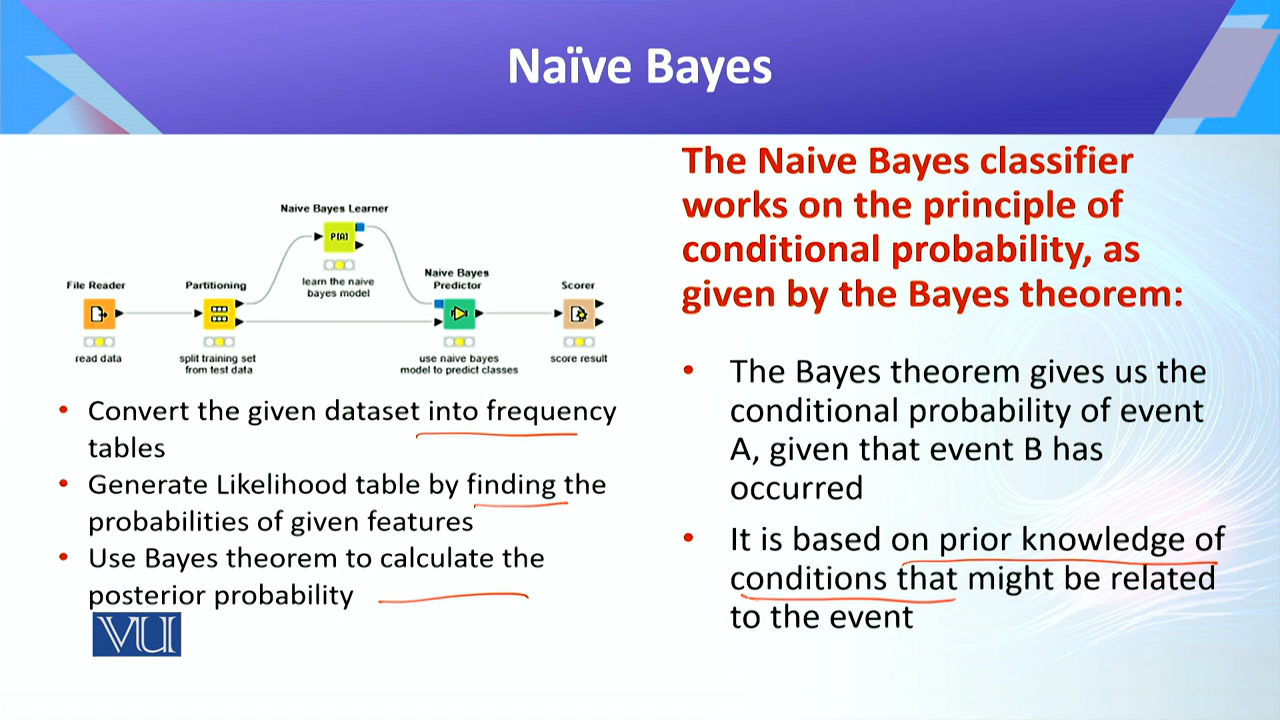 Naïve Bayes
Naive Bayes Learner
P[A]
learn the naive
bayes model
File Reader
read data
Partitioning
split training set
from test data
Naive Bayes
Predictor
use naive bayes
model to predict classes
Scorer
score result
• Convert the given dataset into frequency
tables
• Generate Likelihood table by finding the
probabilities of given features
• Use Bayes theorem to calculate the
posterior probability
VU
The Naive Bayes classifier
works on the principle of
conditional probability, as
given by the Bayes theorem:
• The Bayes theorem gives us the
conditional probability of event
A, given that event B has
occurred
• It is based on prior knowledge of
conditions that might be related
to the event